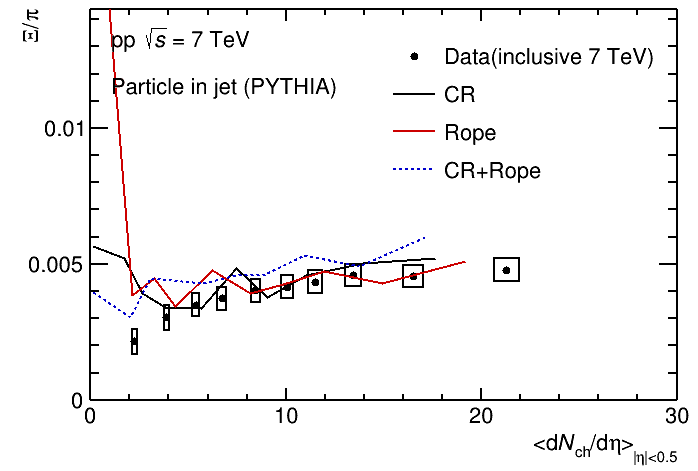 Ξ/π
pp √s = 7 TeV
Particle in jet (PYTHIA)
Data(inclusive 7 TeV)
CR
Rope
CR+Rope
0.01
0.005
0
0 10 20 30
<dN_ch/dη>_|η|<0.5